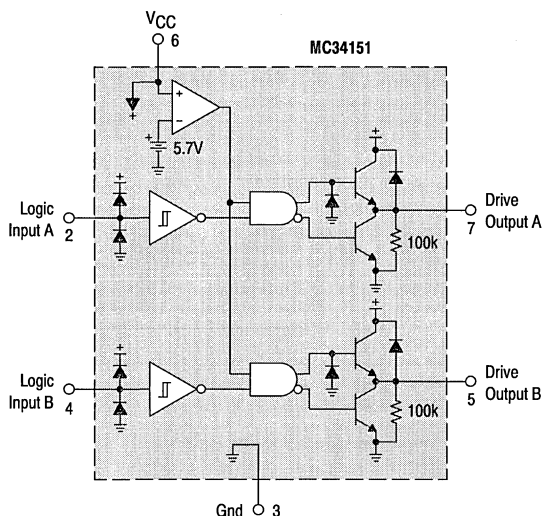 VCC
6
MC34151
+
+
−
+
5.7V
+
+
Logic
Input A
2
Drive
Output A
7
100k
+
+
Logic
Input B
4
Drive
Output B
5
100k
Gnd 3